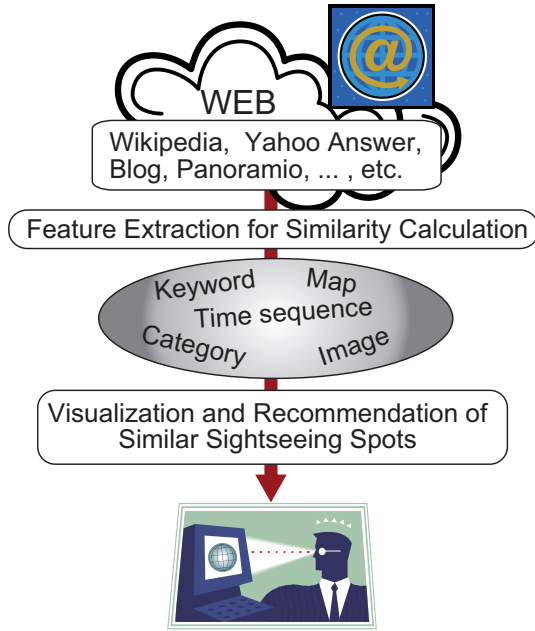 @
WEB
Wikipedia, Yahoo Answer,
Blog, Panoramio, ... , etc.
Feature Extraction for Similarity Calculation
Keyword Map
Time sequence
Category Image
Visualization and Recommendation of
Similar Sightseeing Spots